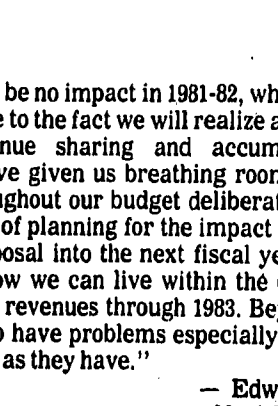 be no impact in 1981-82, wh
e to the fact we will realize a
nue sharing and accum
ve given us breathing roon
ughout our budget deliberat
of planning for the impact
posal into the next fiscal ye
ow we can live within the
revenues through 1983. Be
o have problems especially
as they have."
— Edw